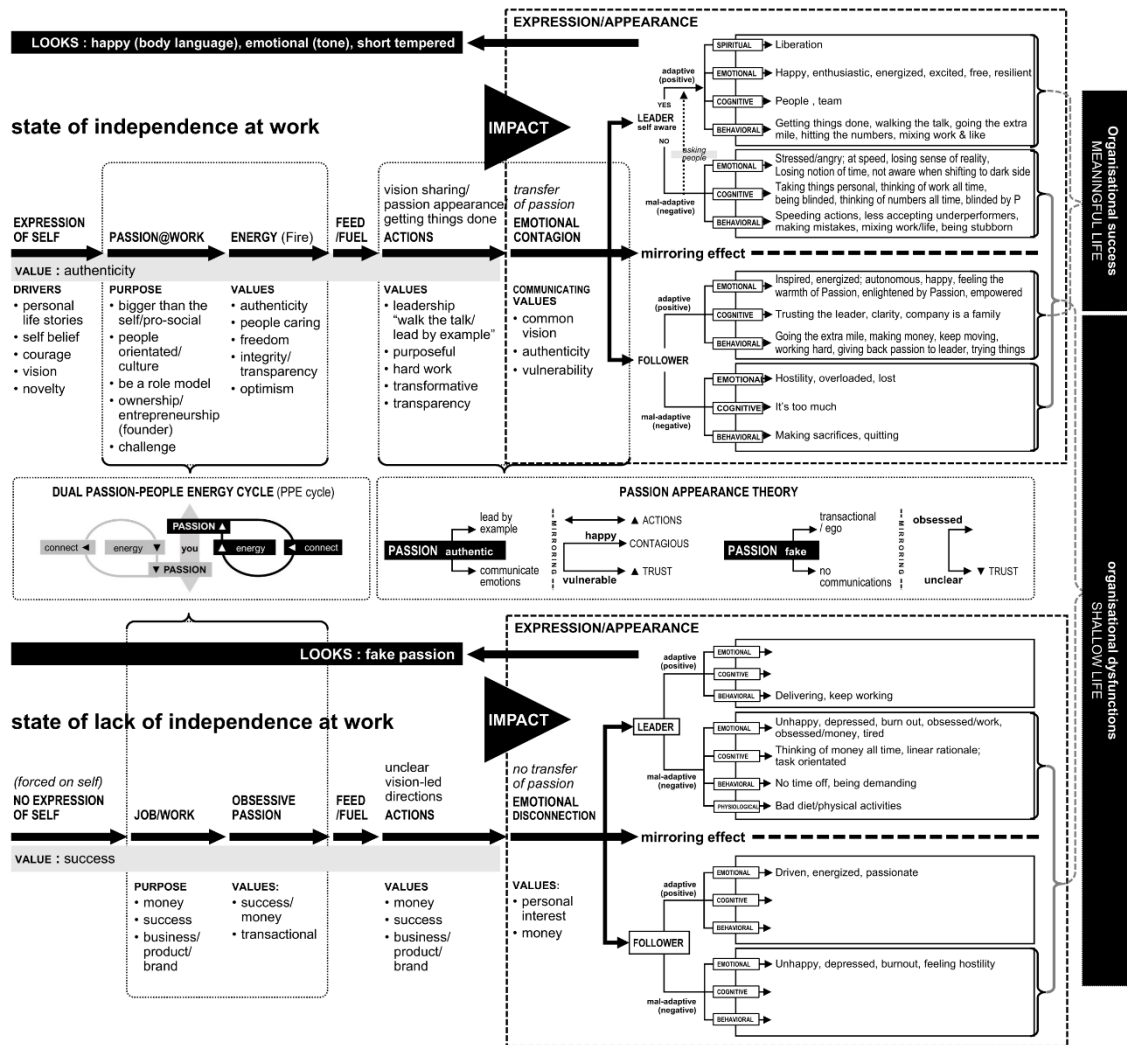 EXPRESSION/APPEARANCE
LOOKS : happy (body language), emotional (tone), short tempered
state of independence at work
IMPACT
adaptive
(positive)
YES
LEADER
self aware
NO
asking
people
mal-adaptive
(negative)
SPIRITUAL
Liberation
EMOTIONAL
Happy, enthusiastic, energized, excited, free, resilient
COGNITIVE
People , team
BEHAVIORAL
Getting things done, walking the talk, going the extra
mile, hitting the numbers, mixing work & like
EMOTIONAL
Stressed/angry; at speed, losing sense of reality,
Losing notion of time, not aware when shifting to dark side
COGNITIVE
Taking things personal, thinking of work all time,
being blinded, thinking of numbers all time, blinded by P
BEHAVIORAL
Speeding actions, less accepting underperformers,
making mistakes, mixing work/life, being stubborn
EXPRESSION
OF SELF
PASSION@WORK
ENERGY (Fire)
FEED
/FUEL
vision sharing/
passion appearance/
getting things done
ACTIONS
transfer
of passion
EMOTIONAL
CONTAGION
mirroring effect
VALUE : authenticity
DRIVERS
• personal
life stories
• self belief
• courage
• vision
• novelty
PURPOSE
• bigger than the
self/pro-social
• people
orientated/
culture
• be a role model
• ownership/
entrepreneurship
(founder)
• challenge
VALUES
• authenticity
• people caring
• freedom
• integrity/
transparency
• optimism
VALUES
• leadership
“walk the talk/
lead by example”
• purposeful
• hard work
• transformative
• transparency
COMMUNICATING
VALUES
• common
vision
• authenticity
• vulnerability
adaptive
(positive)
FOLLOWER
mal-adaptive
(negative)
EMOTIONAL
Inspired, energized; autonomous, happy, feeling the
warmth of Passion, enlightened by Passion, empowered
COGNITIVE
Trusting the leader, clarity, company is a family
BEHAVIORAL
Going the extra mile, making money, keep moving,
working hard, giving back passion to leader, trying things
EMOTIONAL
Hostility, overloaded, lost
COGNITIVE
It’s too much
BEHAVIORAL
Making sacrifices, quitting
Organisational success
MEANINGFUL LIFE
organisational dysfunctions
SHALLOW LIFE
DUAL PASSION-PEOPLE ENERGY CYCLE (PPE cycle)
PASSION ▲
connect ◄
energy ▼
you
▲ energy
◄ connect
▼ PASSION
PASSION APPEARANCE THEORY
PASSION authentic
lead by
example
communicate
emotions
MIRRORING
▲ ACTIONS
happy
CONTAGIOUS
vulnerable
▲ TRUST
PASSION fake
transactional
/ ego
no
communications
MIRRORING
obsessed
unclear
▼ TRUST
EXPRESSION/APPEARANCE
LOOKS : fake passion
state of lack of independence at work
IMPACT
adaptive
(positive)
LEADER
mal-adaptive
(negative)
EMOTIONAL
COGNITIVE
BEHAVIORAL
Delivering, keep working
EMOTIONAL
Unhappy, depressed, burn out, obsessed/work,
obsessed/money, tired
COGNITIVE
Thinking of money all time, linear rationale;
task orientated
BEHAVIORAL
No time off, being demanding
PHYSIOLOGICAL
Bad diet/physical activities
(forced on self)
NO EXPRESSION
OF SELF
JOB/WORK
OBSESSIVE
PASSION
FEED
/FUEL
unclear
vision-led
directions
ACTIONS
no transfer
of passion
EMOTIONAL
DISCONNECTION
mirroring effect
VALUE : success
PURPOSE
• money
• success
• business/
product/
brand
VALUES:
• success/
money
• transactional
VALUES
• money
• success
• business/
product/
brand
VALUES:
• personal
interest
• money
adaptive
(positive)
FOLLOWER
mal-adaptive
(negative)
EMOTIONAL
Driven, energized, passionate
COGNITIVE
BEHAVIORAL
EMOTIONAL
Unhappy, depressed, burnout, feeling hostility
COGNITIVE
BEHAVIORAL